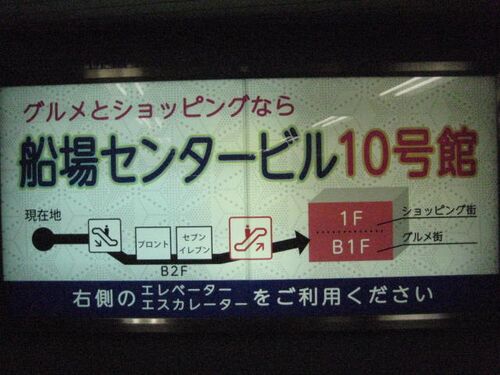 グルメとショッピングなら
船場センタービル10号館
現在地
プロント
セブン
イレブン
B2F
1F
ショッピング街
B1F
グルメ街
右側のエレベーター
エスカレーターをご利用ください